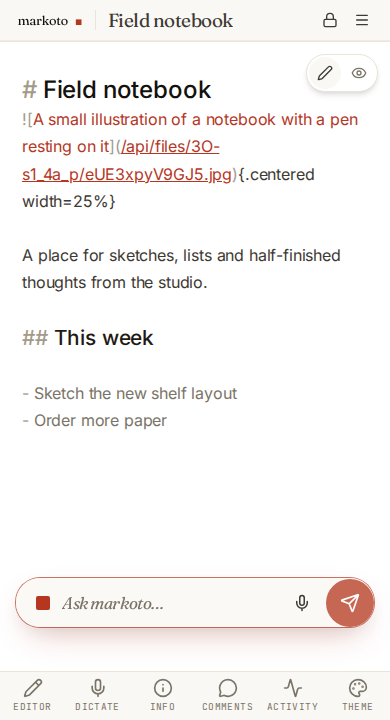 markoto
Field notebook
# Field notebook
![A small illustration of a notebook with a pen
resting on it](/api/files/3O-
s1_4a_p/eUE3xpyV9GJ5.jpg){.centered
width=25%}
A place for sketches, lists and half-finished
thoughts from the studio.
## This week
- Sketch the new shelf layout
- Order more paper
Ask markoto...
EDITOR
DICTATE
INFO
COMMENTS
ACTIVITY
THEME